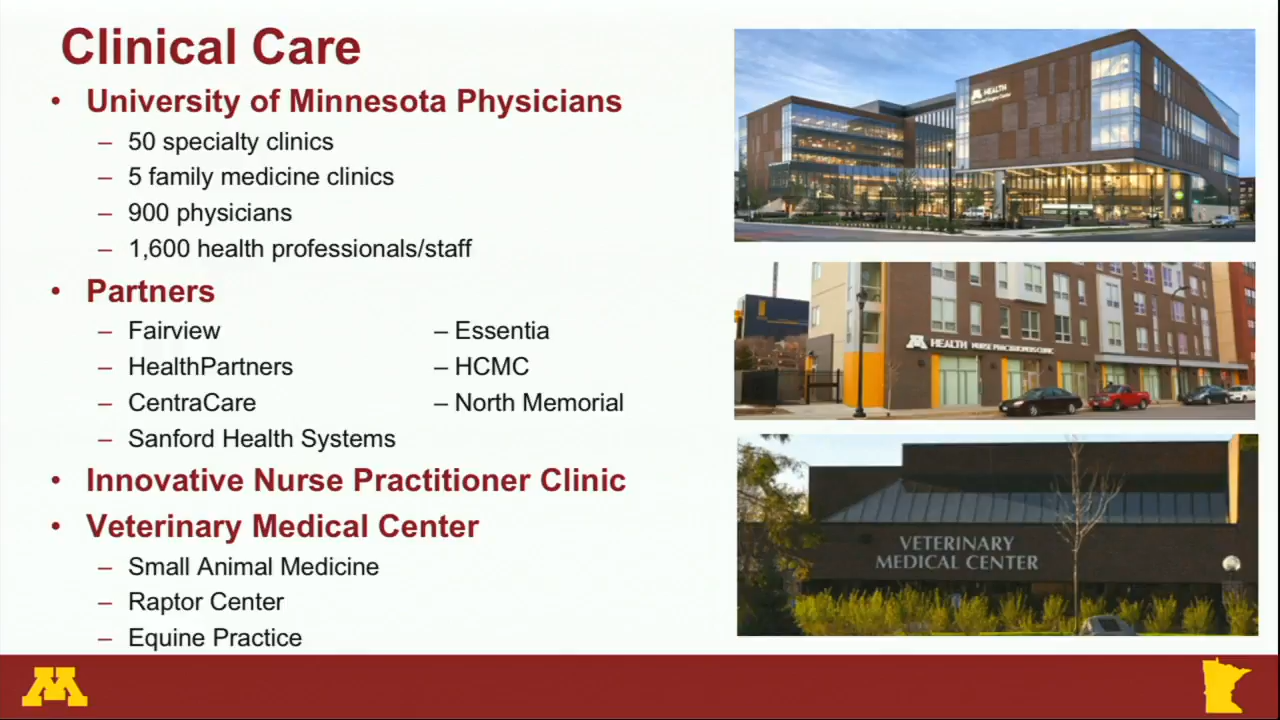 Clinical Care
• University of Minnesota Physicians
– 50 specialty clinics
– 5 family medicine clinics
– 900 physicians
– 1,600 health professionals/staff
• Partners
– Fairview
– HealthPartners
– CentraCare
– Sanford Health Systems
– Essentia
– HCMC
– North Memorial
• Innovative Nurse Practitioner Clinic
• Veterinary Medical Center
– Small Animal Medicine
– Raptor Center
– Equine Practice
M HEALTH
M HEALTH NURSE PRACTITIONERS CLINIC
VETERINARY
MEDICAL CENTER
M